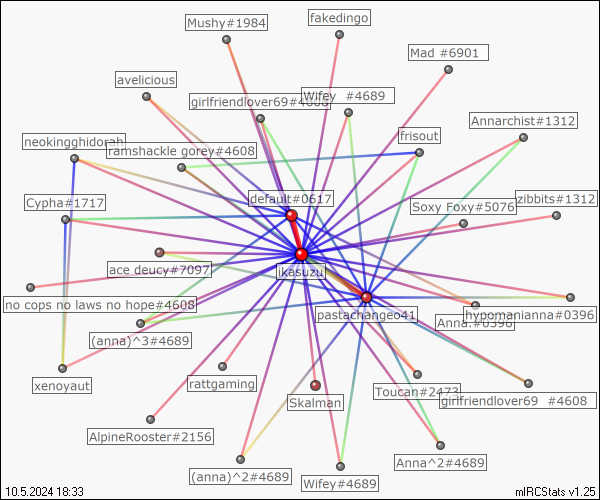 Mushy#1984
fakedingo
Mad #6901
avelicious
girlfriendlover69#4608
Wifey #4689
Annarchist#1312
neokingghidorah
ramshackle gorey#4608
frisout
default#0617
Cypha#1717
Soxy Foxy#5076
zibbits#1312
ace deucy#7097
ikasuzu
no cops no laws no hope#4608
pastachangeo41
Anna.#0396
hypomanianna#0396
(anna)^3#4689
xenoyaut
rattgaming
Skalman
Toucan#2473
girlfriendlover69 #4608
AlpineRooster#2156
(anna)^2#4689
Wifey#4689
Anna^2#4689
10.5.2024 18:33
mIRCStats v1.25